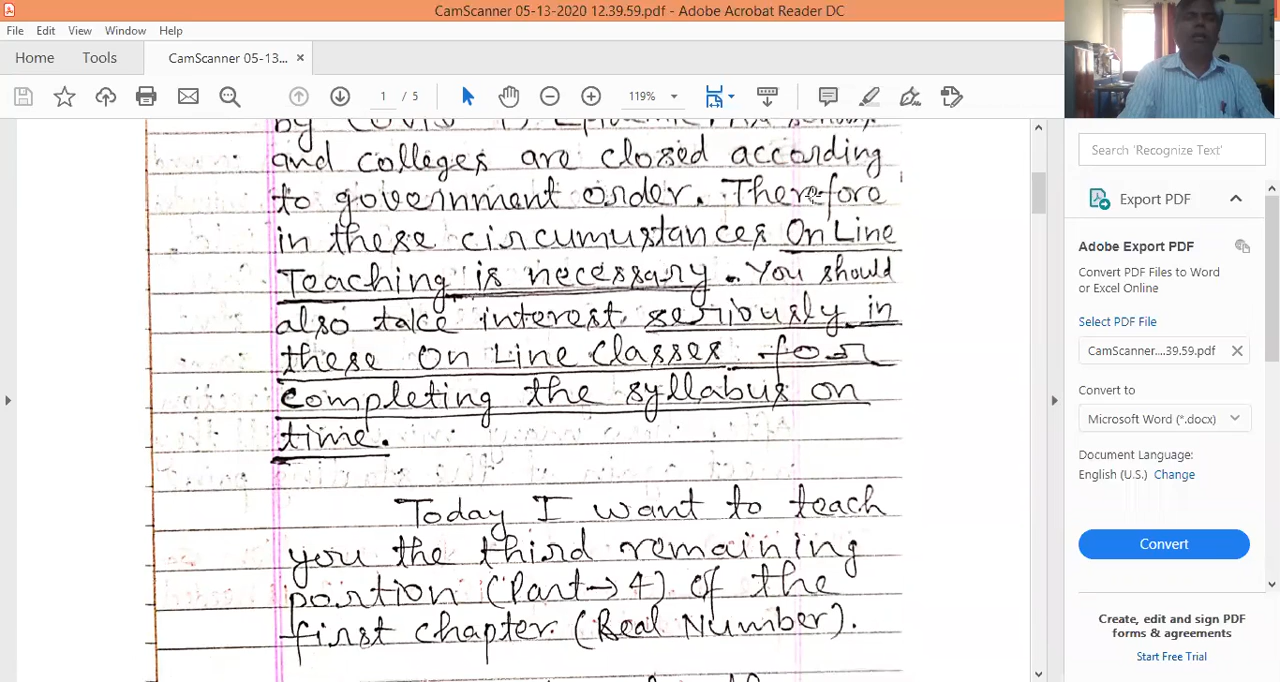 CamScanner 05-13-2020 12.39.59.pdf - Adobe Acrobat Reader DC
File Edit View Window Help
Home Tools CamScanner 05-13... ×
1 / 5 119%
by Covid
and colleges are closed according
to government order. Therefore
in these circumustances On Line
Teaching is necessary. You should
also take interest seriously in
these On Line Classes for
completing the syllabus on
time.
Today I want to teach
you the third remaining
portion (Part→4) of the
first chapter. (Real Number).
Search 'Recognize Text'
Export PDF
Adobe Export PDF
Convert PDF Files to Word
or Excel Online
Select PDF File
CamScanner....39.59.pdf
Convert to
Microsoft Word (*.docx)
Document Language:
English (U.S.) Change
Convert
Create, edit and sign PDF
forms & agreements
Start Free Trial